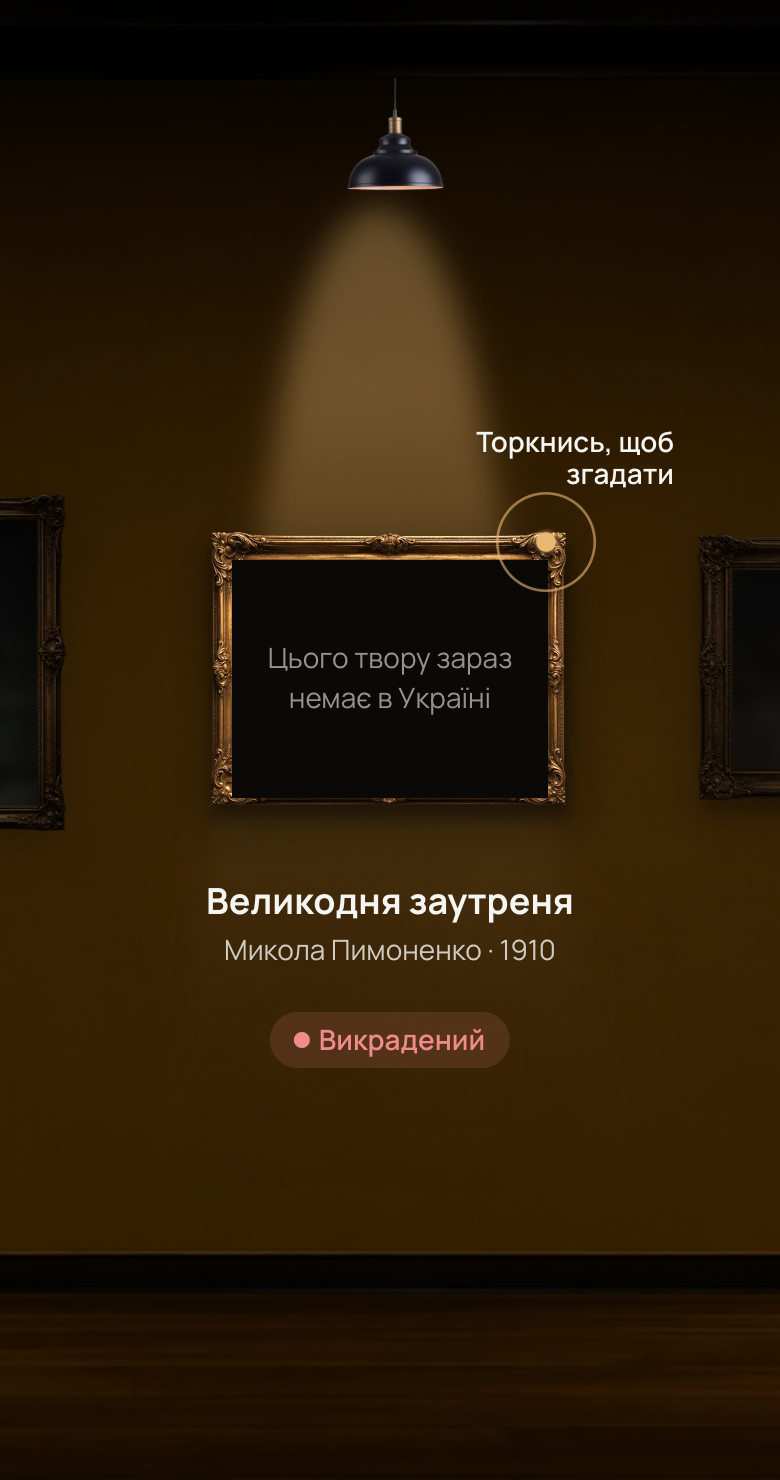 Торкнись, щоб
згадати
Цього твору зараз
немає в Україні
Великодня заутреня
Микола Пимоненко · 1910
Викрадений